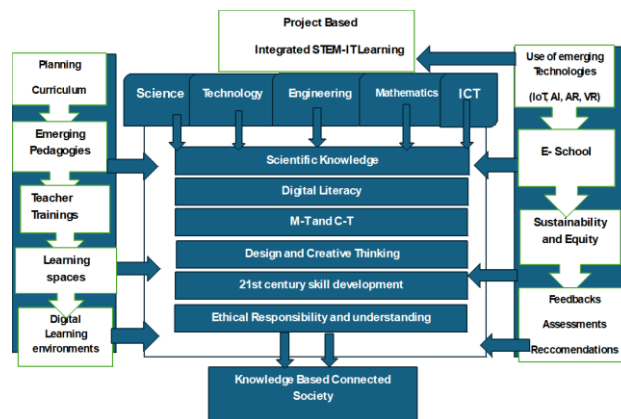 Project Based
Integrated STEM-ITLearning
Planning
Curriculum
Emerging
Pedagogies
Teacher
Trainings
Learning
spaces
Digital
Learning
environments
Science
Technology
Engineering
Mathematics
ICT
Scientific Knowledge
Digital Literacy
M-T and C-T
Design and Creative Thinking
21st century skill development
Ethical Responsibility and understanding
Knowledge Based Connected
Society
Use of emerging
Technologies
(IoT, AI, AR, VR)
E- School
Sustainability
and Equity
Feedbacks
Assessments
Reccomendations